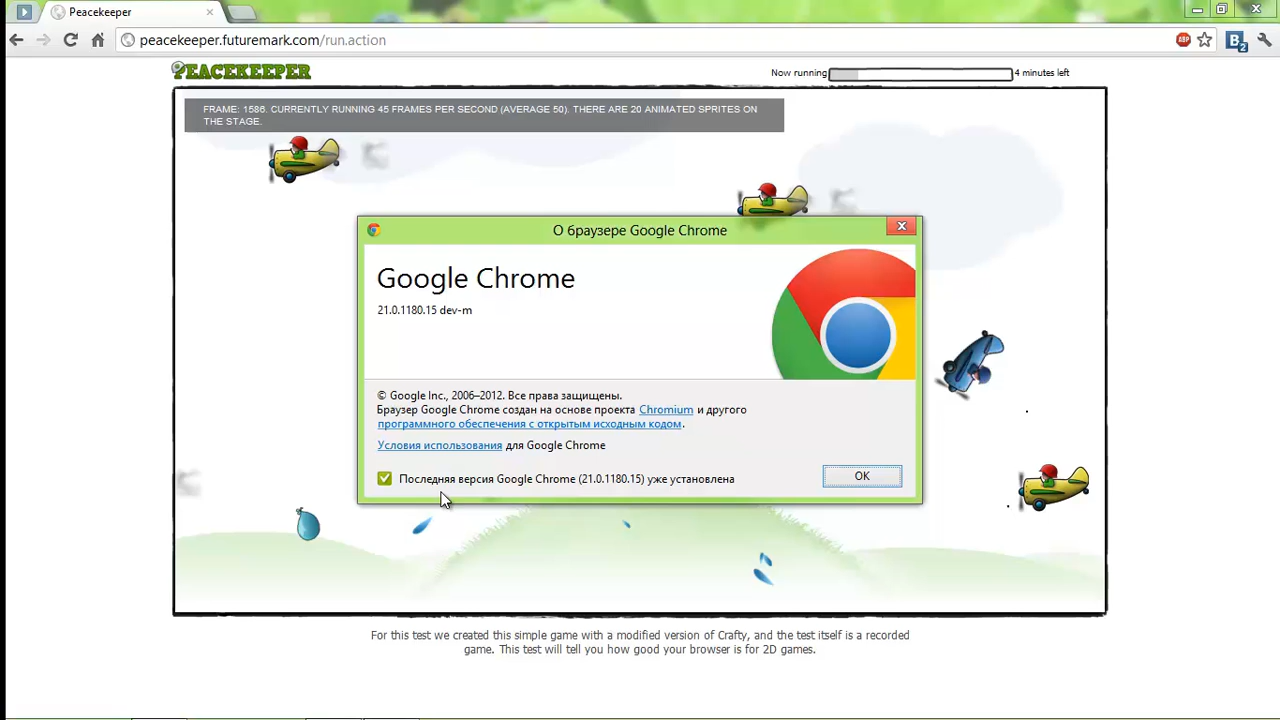 Peacekeeper
peacekeeper.futuremark.com/run.action
ABP
B
2
PEACEKEEPER
Now running
4 minutes left
FRAME: 1586. CURRENTLY RUNNING 45 FRAMES PER SECOND (AVERAGE 50). THERE ARE 20 ANIMATED SPRITES ON
THE STAGE.
О браузере Google Chrome
Google Chrome
21.0.1180.15 dev-m
© Google Inc., 2006–2012. Все права защищены.
Браузер Google Chrome создан на основе проекта Chromium и другого
программного обеспечения с открытым исходным кодом.
Условия использования для Google Chrome
Последняя версия Google Chrome (21.0.1180.15) уже установлена
OK
For this test we created this simple game with a modified version of Crafty, and the test itself is a recorded
game. This test will tell you how good your browser is for 2D games.